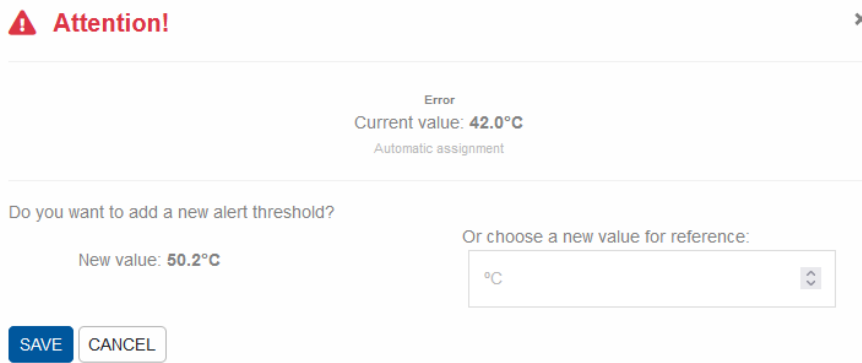 Attention!
Error
Current value: 42.0°C
Automatic assignment
Do you want to add a new alert threshold?
New value: 50.2°C
Or choose a new value for reference:
ºC
SAVE
CANCEL